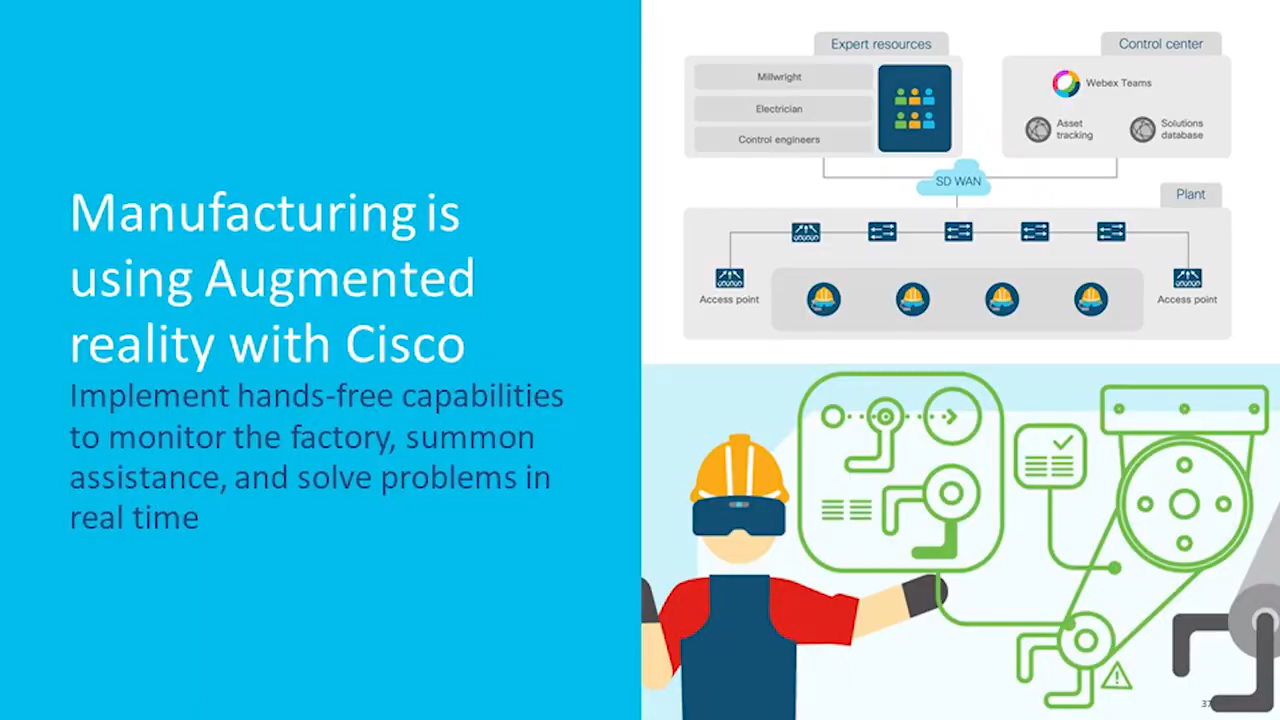 Manufacturing is
using Augmented
reality with Cisco
Implement hands-free capabilities
to monitor the factory, summon
assistance, and solve problems in
real time
Expert resources
Millwright
Electrician
Control engineers
Control center
Webex Teams
Asset
tracking
Solutions
database
SD WAN
Plant
Access point
Access point
37